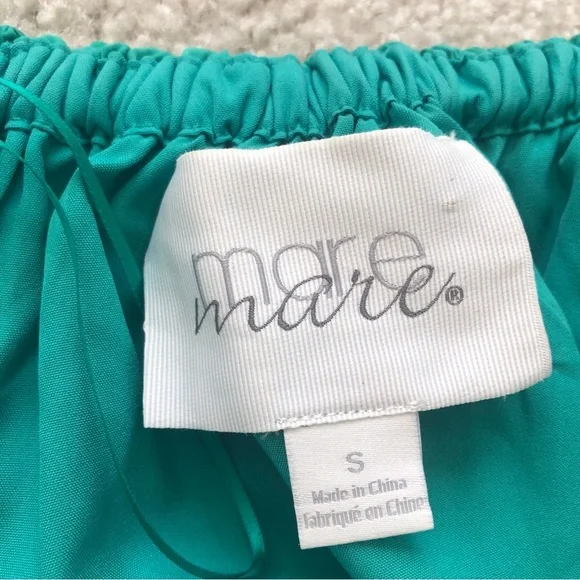 mare
mare®
S
Made in China
Fabriqué en Chine